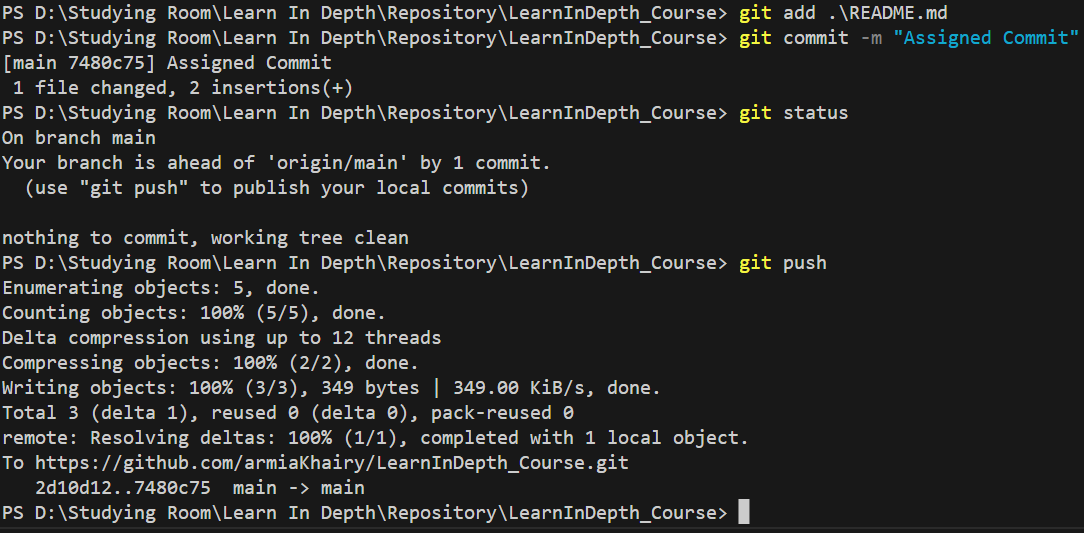 PS D:\Studying Room\Learn In Depth\Repository\LearnInDepth_Course> git add .\README.md
PS D:\Studying Room\Learn In Depth\Repository\LearnInDepth_Course> git commit -m "Assigned Commit"
[main 7480c75] Assigned Commit
 1 file changed, 2 insertions(+)
PS D:\Studying Room\Learn In Depth\Repository\LearnInDepth_Course> git status
On branch main
Your branch is ahead of 'origin/main' by 1 commit.
  (use "git push" to publish your local commits)

nothing to commit, working tree clean
PS D:\Studying Room\Learn In Depth\Repository\LearnInDepth_Course> git push
Enumerating objects: 5, done.
Counting objects: 100% (5/5), done.
Delta compression using up to 12 threads
Compressing objects: 100% (2/2), done.
Writing objects: 100% (3/3), 349 bytes | 349.00 KiB/s, done.
Total 3 (delta 1), reused 0 (delta 0), pack-reused 0
remote: Resolving deltas: 100% (1/1), completed with 1 local object.
To https://github.com/armiaKhairy/LearnInDepth_Course.git
   2d10d12..7480c75  main -> main
PS D:\Studying Room\Learn In Depth\Repository\LearnInDepth_Course>